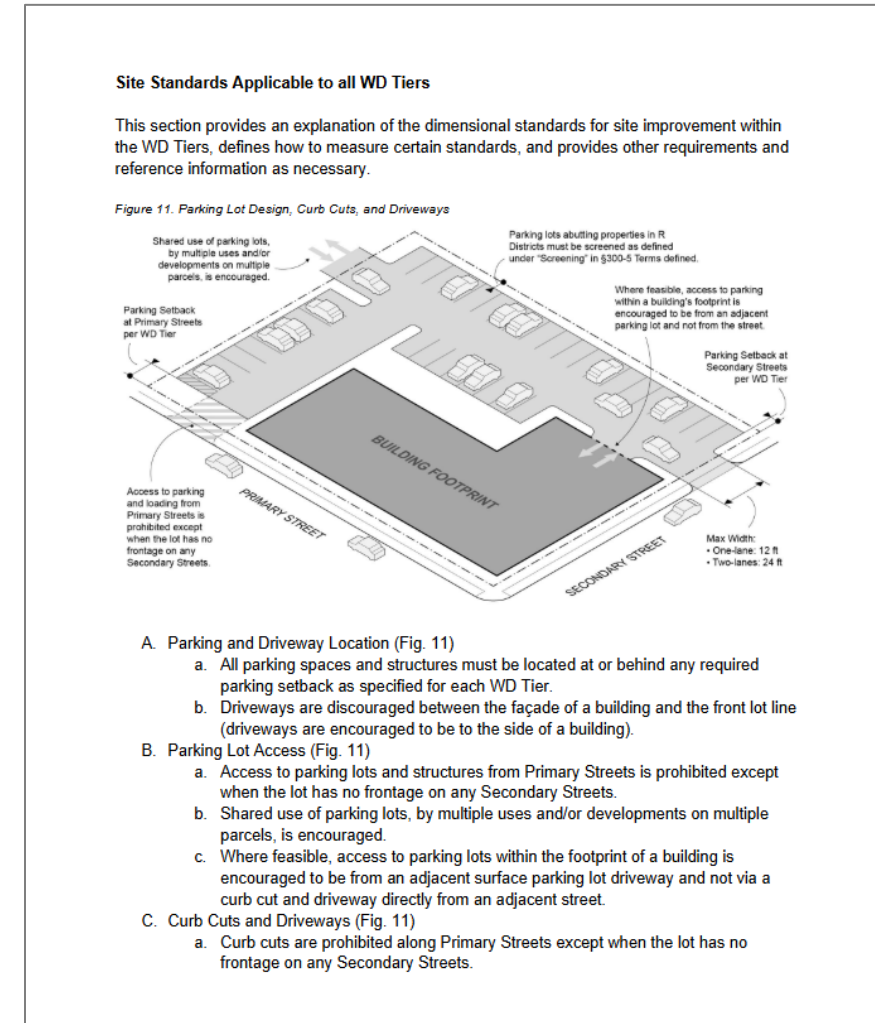 Site Standards Applicable to all WD Tiers
This section provides an explanation of the dimensional standards for site improvement within
the WD Tiers, defines how to measure certain standards, and provides other requirements and
reference information as necessary.
Figure 11. Parking Lot Design, Curb Cuts, and Driveways
Shared use of parking lots,
by multiple uses and/or
developments on multiple
parcels, is encouraged.
Parking lots abutting properties in R
Districts must be screened as defined
under "Screening" in §300-5 Terms defined.
Where feasible, access to parking
within a building's footprint is
encouraged to be from an adjacent
parking lot and not from the street.
Parking Setback
at Primary Streets
per WD Tier
Parking Setback at
Secondary Streets
per WD Tier
BUILDING FOOTPRINT
Access to parking
and loading from
Primary Streets is
prohibited except
when the lot has no
frontage on any
Secondary Streets.
PRIMARY STREET
SECONDARY STREET
Max Width:
• One-lane: 12 ft
• Two-lanes: 24 ft
A. Parking and Driveway Location (Fig. 11)
a. All parking spaces and structures must be located at or behind any required
parking setback as specified for each WD Tier.
b. Driveways are discouraged between the façade of a building and the front lot line
(driveways are encouraged to be to the side of a building).
B. Parking Lot Access (Fig. 11)
a. Access to parking lots and structures from Primary Streets is prohibited except
when the lot has no frontage on any Secondary Streets.
b. Shared use of parking lots, by multiple uses and/or developments on multiple
parcels, is encouraged.
c. Where feasible, access to parking lots within the footprint of a building is
encouraged to be from an adjacent surface parking lot driveway and not via a
curb cut and driveway directly from an adjacent street.
C. Curb Cuts and Driveways (Fig. 11)
a. Curb cuts are prohibited along Primary Streets except when the lot has no
frontage on any Secondary Streets.